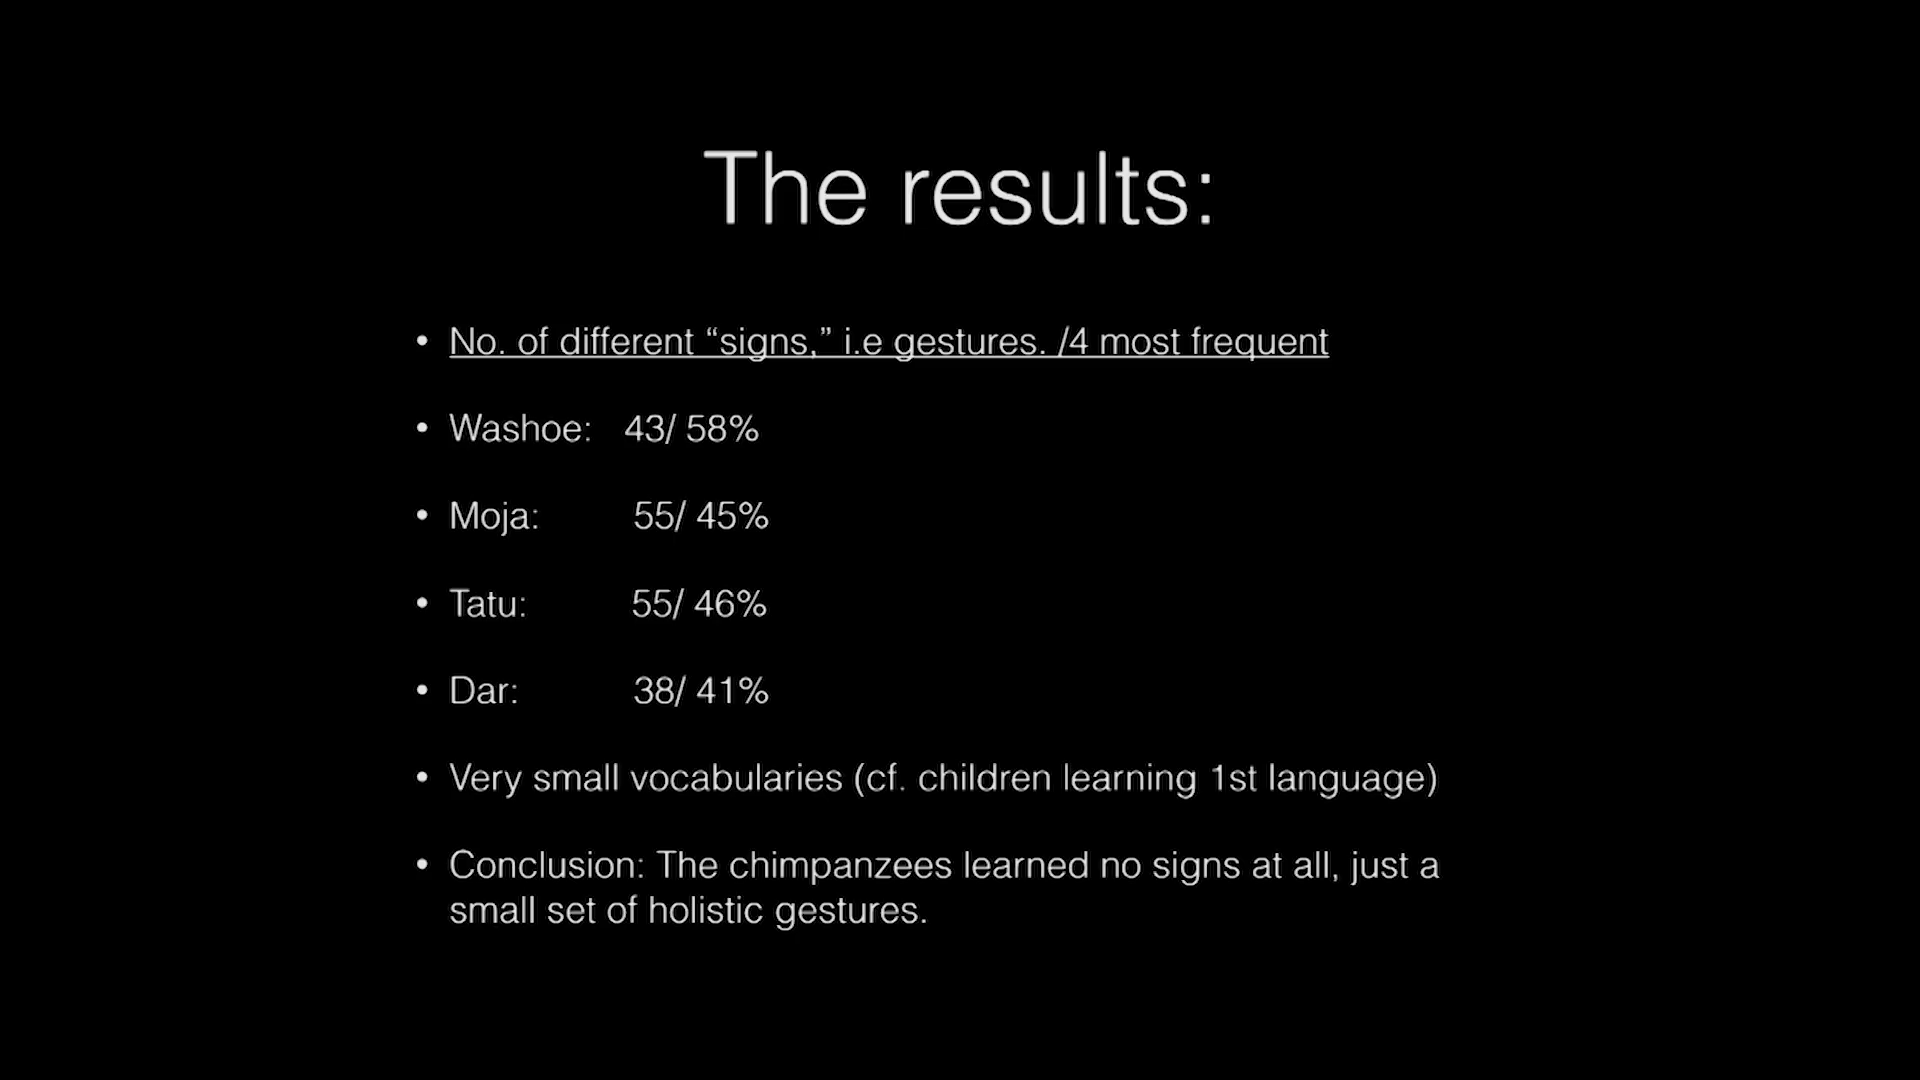 The results:
• No. of different “signs,” i.e gestures. /4 most frequent
• Washoe: 43/ 58%
• Moja: 55/ 45%
• Tatu: 55/ 46%
• Dar: 38/ 41%
• Very small vocabularies (cf. children learning 1st language)
• Conclusion: The chimpanzees learned no signs at all, just a
small set of holistic gestures.